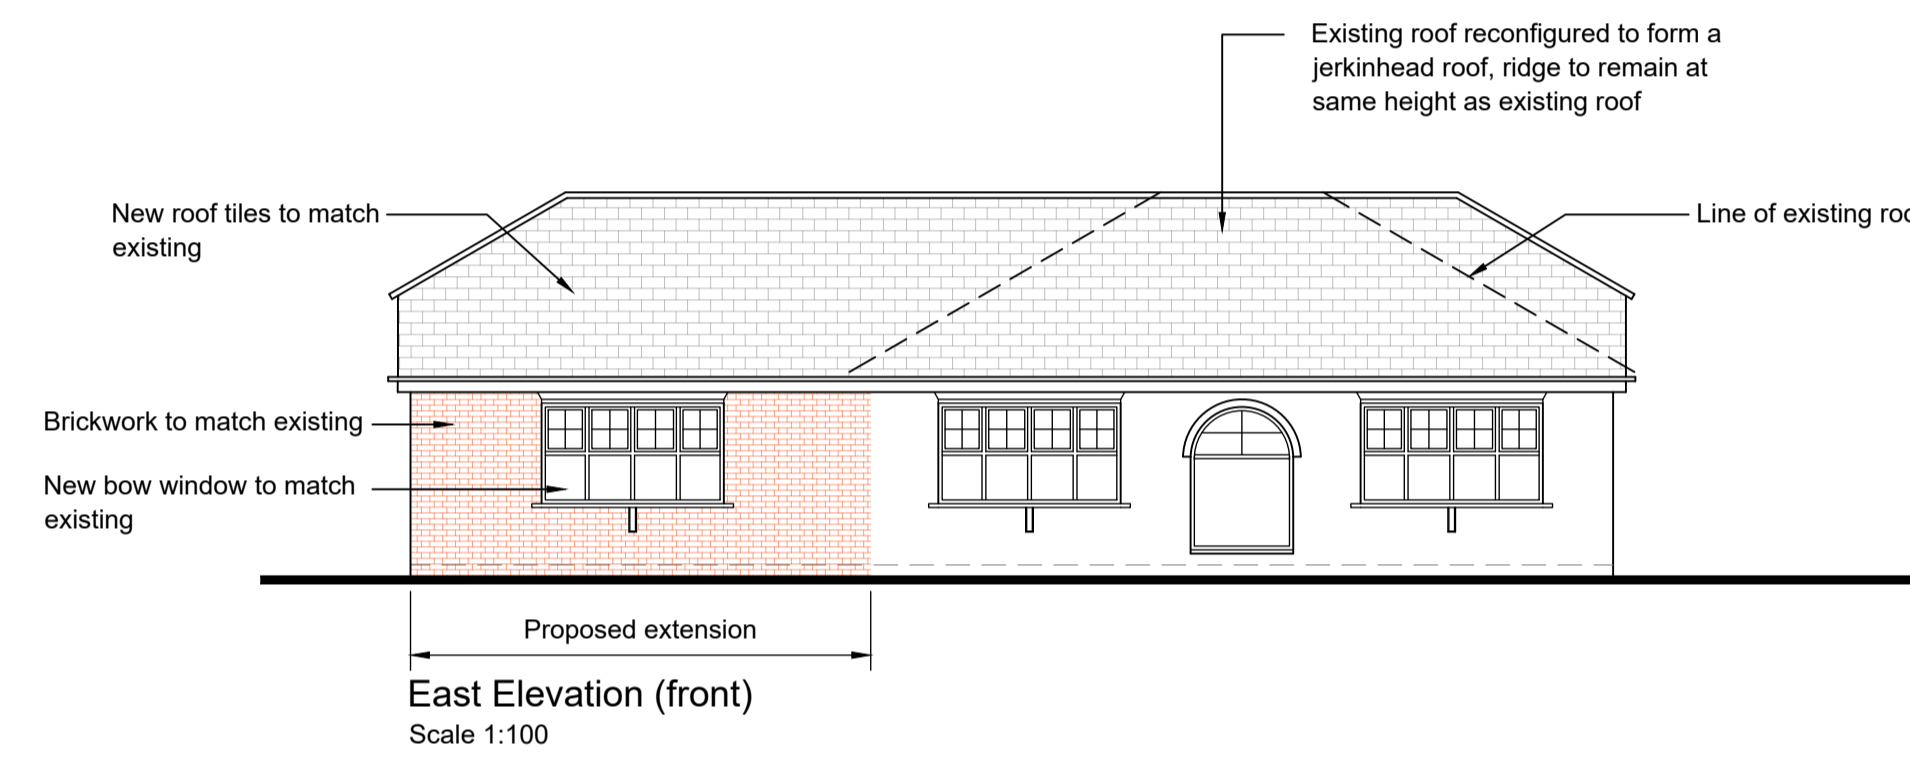 Existing roof reconfigured to form a
jerkinhead roof, ridge to remain at
same height as existing roof
New roof tiles to match
existing
Line of existing
Brickwork to match existing
New bow window to match
existing
Proposed extension
East Elevation (front)
Scale 1:100